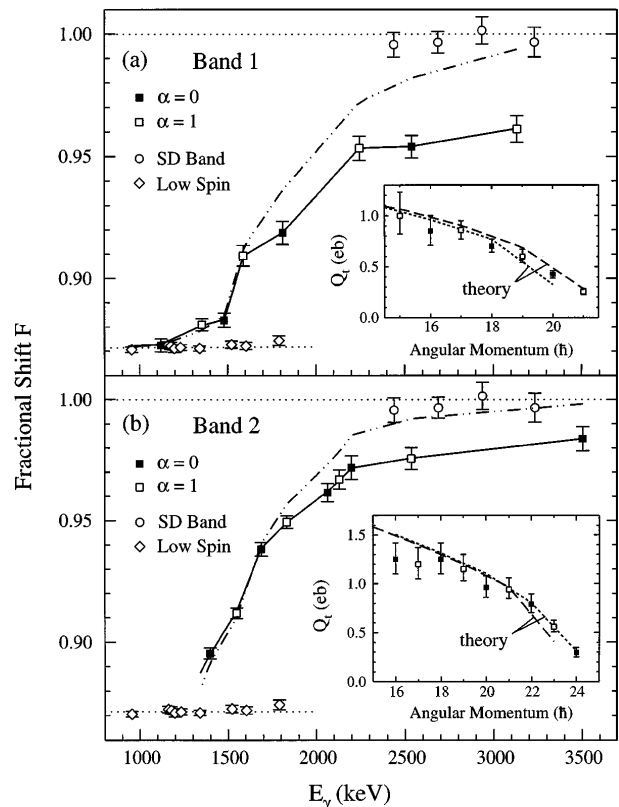 1.00
(a) Band 1
α = 0
α = 1
0.95
SD Band
Low Spin
1.0
Qt (eb)
0.90
0.5
theory
0.0
16 18 20
Angular Momentum (ħ)
Fractional Shift F
1.00
(b) Band 2
α = 0
α = 1
0.95
SD Band
Low Spin
1.5
Qt (eb)
1.0
0.90
0.5
theory
0.0
16 18 20 22 24
Angular Momentum (ħ)
1000 1500 2000 2500 3000 3500
Eγ (keV)